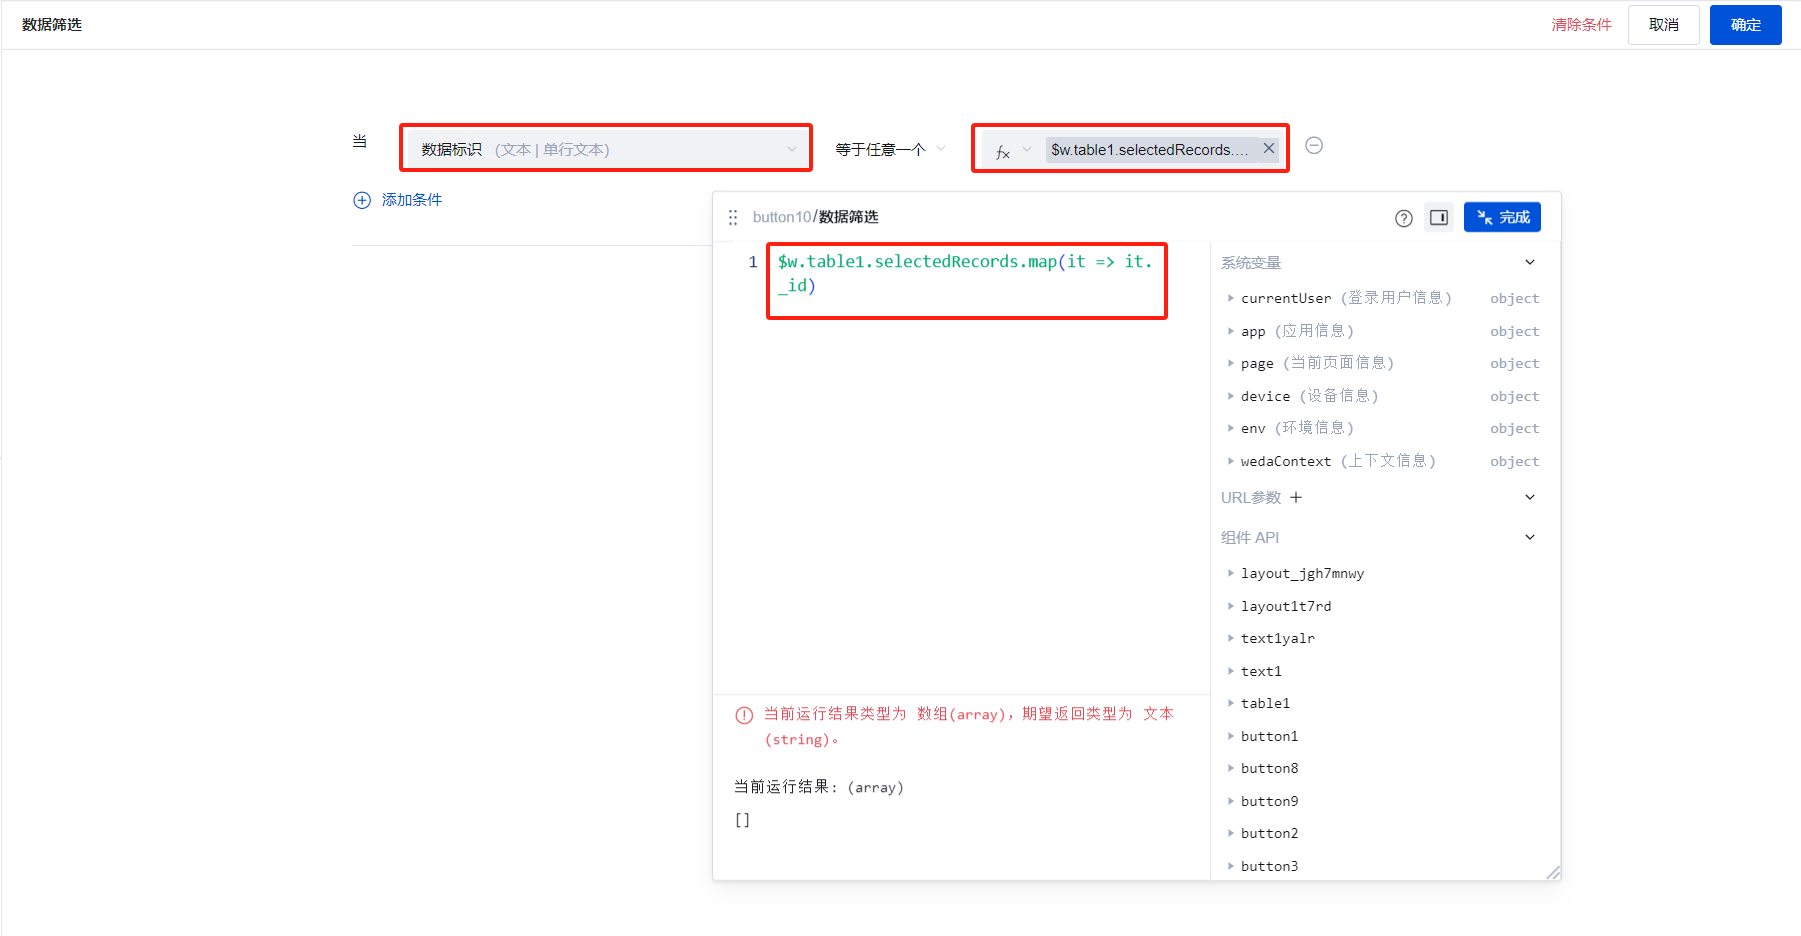 数据筛选
清除条件
取消
确定
当
数据标识 (文本 | 单行文本)
等于任意一个
fx
$w.table1.selectedRecords....
添加条件
button10/数据筛选
完成
1
$w.table1.selectedRecords.map(it => it.
_id)
系统变量
currentUser (登录用户信息) object
app (应用信息) object
page (当前页面信息) object
device (设备信息) object
env (环境信息) object
wedaContext (上下文信息) object
URL参数
组件 API
layout_jgh7mnwy
layout1t7rd
text1yalr
text1
table1
button1
button8
button9
button2
button3
当前运行结果类型为 数组(array)，期望返回类型为 文本
(string)。
当前运行结果: (array)
[]